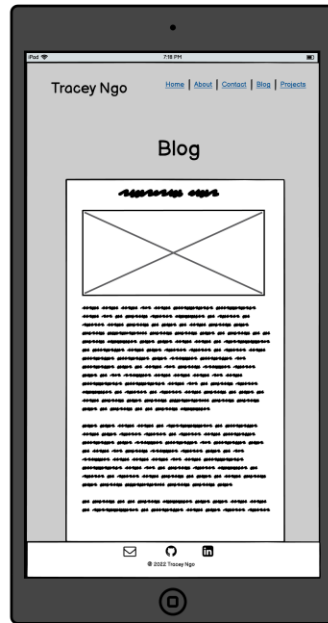 iPad 7:18 PM
Tracey Ngo
Home | About | Contact | Blog | Projects
Blog
© 2022 Tracey Ngo